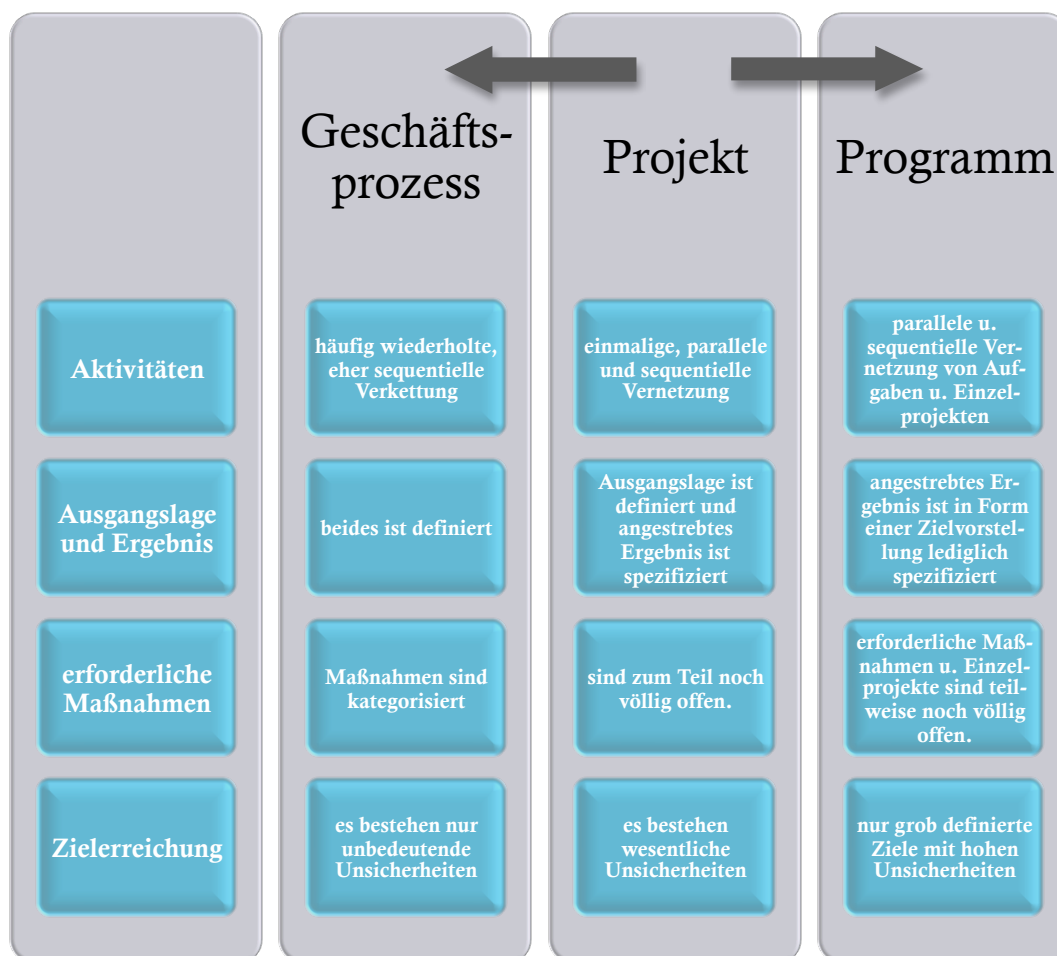 Geschäfts-
prozess
Projekt
Programm
Aktivitäten
häufig wiederholte,
eher sequentielle
Verkettung
einmalige, parallele
und sequentielle
Vernetzung
parallele u.
sequentielle Ver-
netzung von Auf-
gaben u. Einzel-
projekten
Ausgangslage
und Ergebnis
beides ist definiert
Ausgangslage ist
definiert und
angestrebtes
Ergebnis ist
spezifiziert
angestrebtes Er-
gebnis ist in Form
einer Zielvorstel-
lung lediglich
spezifiziert
erforderliche
Maßnahmen
Maßnahmen sind
kategorisiert
sind zum Teil noch
völlig offen.
erforderliche Maß-
nahmen u. Einzel-
projekte sind teil-
weise noch völlig
offen.
Zielerreichung
es bestehen nur
unbedeutende
Unsicherheiten
es bestehen
wesentliche
Unsicherheiten
nur grob definierte
Ziele mit hohen
Unsicherheiten